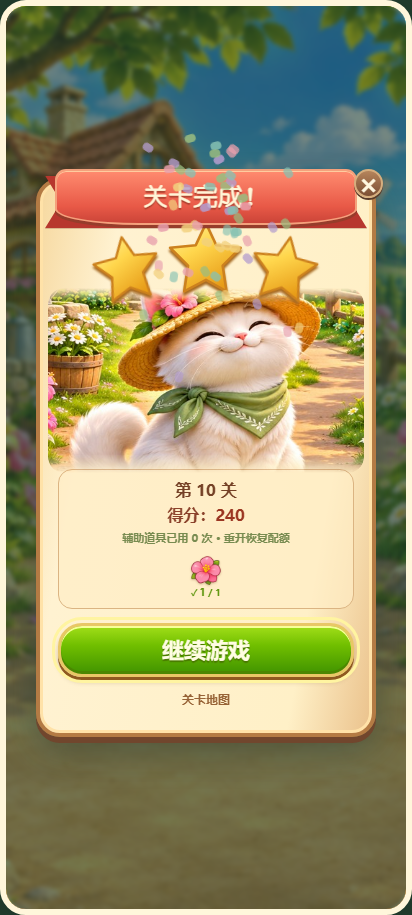 关卡完成！
第 10 关
得分：240
辅助道具已用 0 次 · 重开恢复配额
✓1 / 1
继续游戏
关卡地图